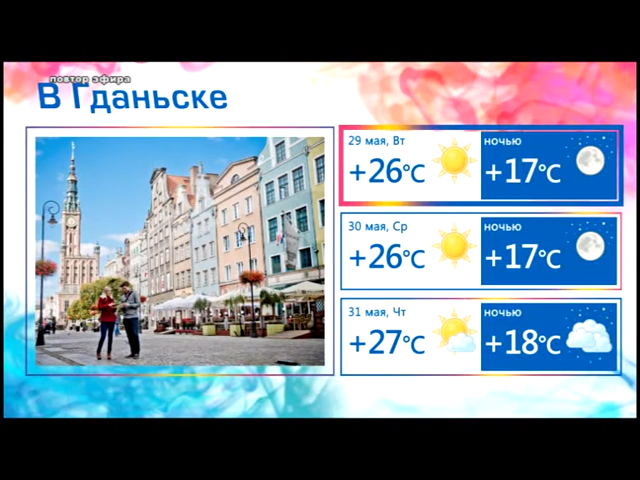 повтор эфира
В Гданьске
29 мая, Вт
+26°C
ночью
+17°C
30 мая, Ср
+26°C
ночью
+17°C
31 мая, Чт
+27°C
ночью
+18°C